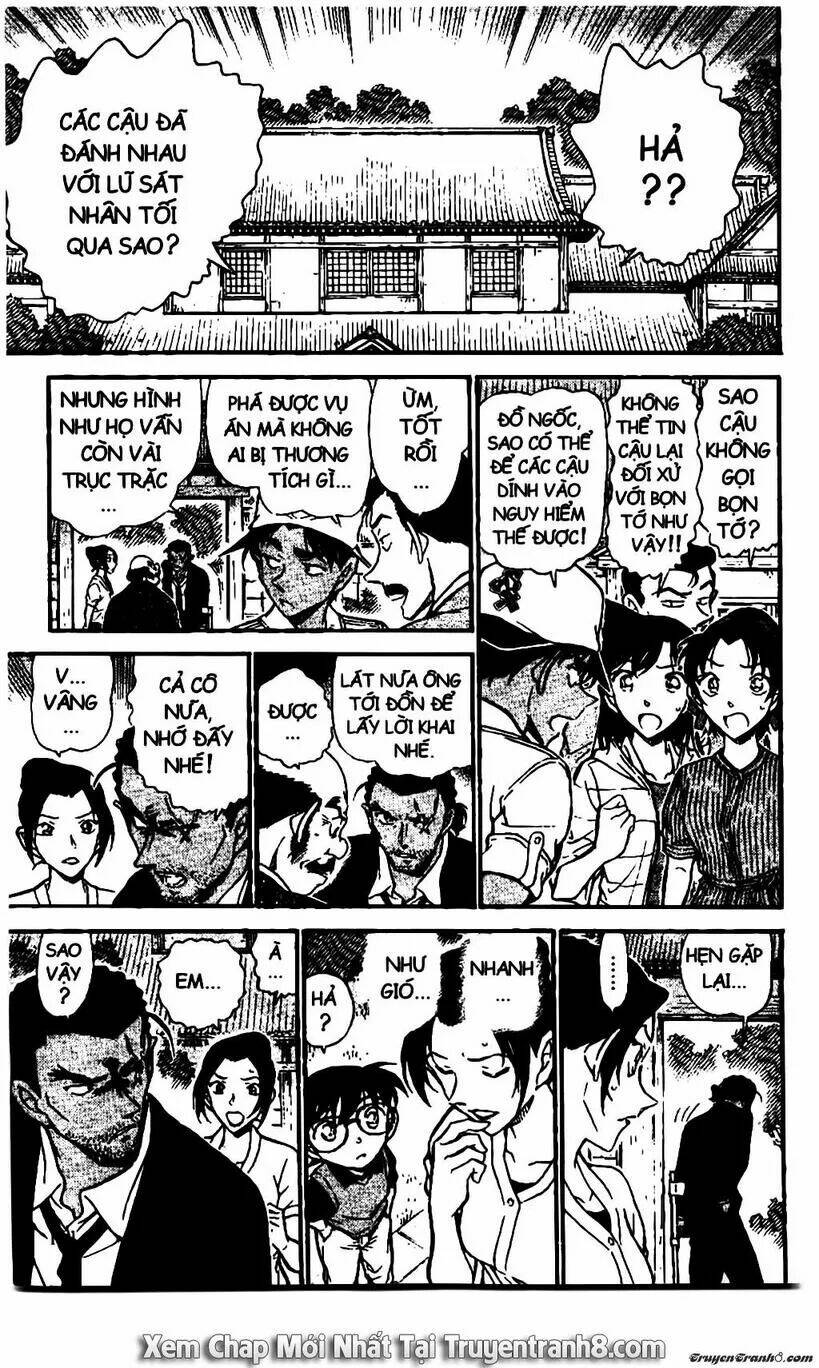 HẢ
??
CÁC CẬU ĐÃ
ĐÁNH NHAU
VỚI LŨ SÁT
NHÂN TỐI
QUA SAO?
SAO
CẬU
KHÔNG
GỌI
BỌN
TỚ?
KHÔNG
THỂ TIN
CẬU LẠI
ĐỐI XỬ
VỚI BỌN
TỚ NHƯ
VẬY!!
ĐỒ NGỐC,
SAO CÓ THỂ
ĐỂ CÁC CẬU
DÍNH VÀO
NGUY HIỂM
THẾ ĐƯỢC!
ỪM,
TỐT
RỒI
...
PHÁ ĐƯỢC VỤ
ÁN MÀ KHÔNG
AI BỊ THƯƠNG
TÍCH GÌ...
NHƯNG HÌNH
NHƯ HỌ VẪN
CÒN VÀI
TRỤC TRẶC
...
LÁT NỮA ÔNG
TỚI ĐỒN ĐỂ
LẤY LỜI KHAI
NHÉ.
ĐƯỢC
...
CẢ CÔ
NỮA,
NHỚ ĐẤY
NHÉ!
V...
VÂNG
...
HẸN GẶP
LẠI...
......
NHANH
...
NHƯ
GIÓ...
HẢ
?
À
...
EM...
SAO
VẬY?
Xem Chap Mới Nhất Tại Truyentranh8.com
TruyenTranh8.com